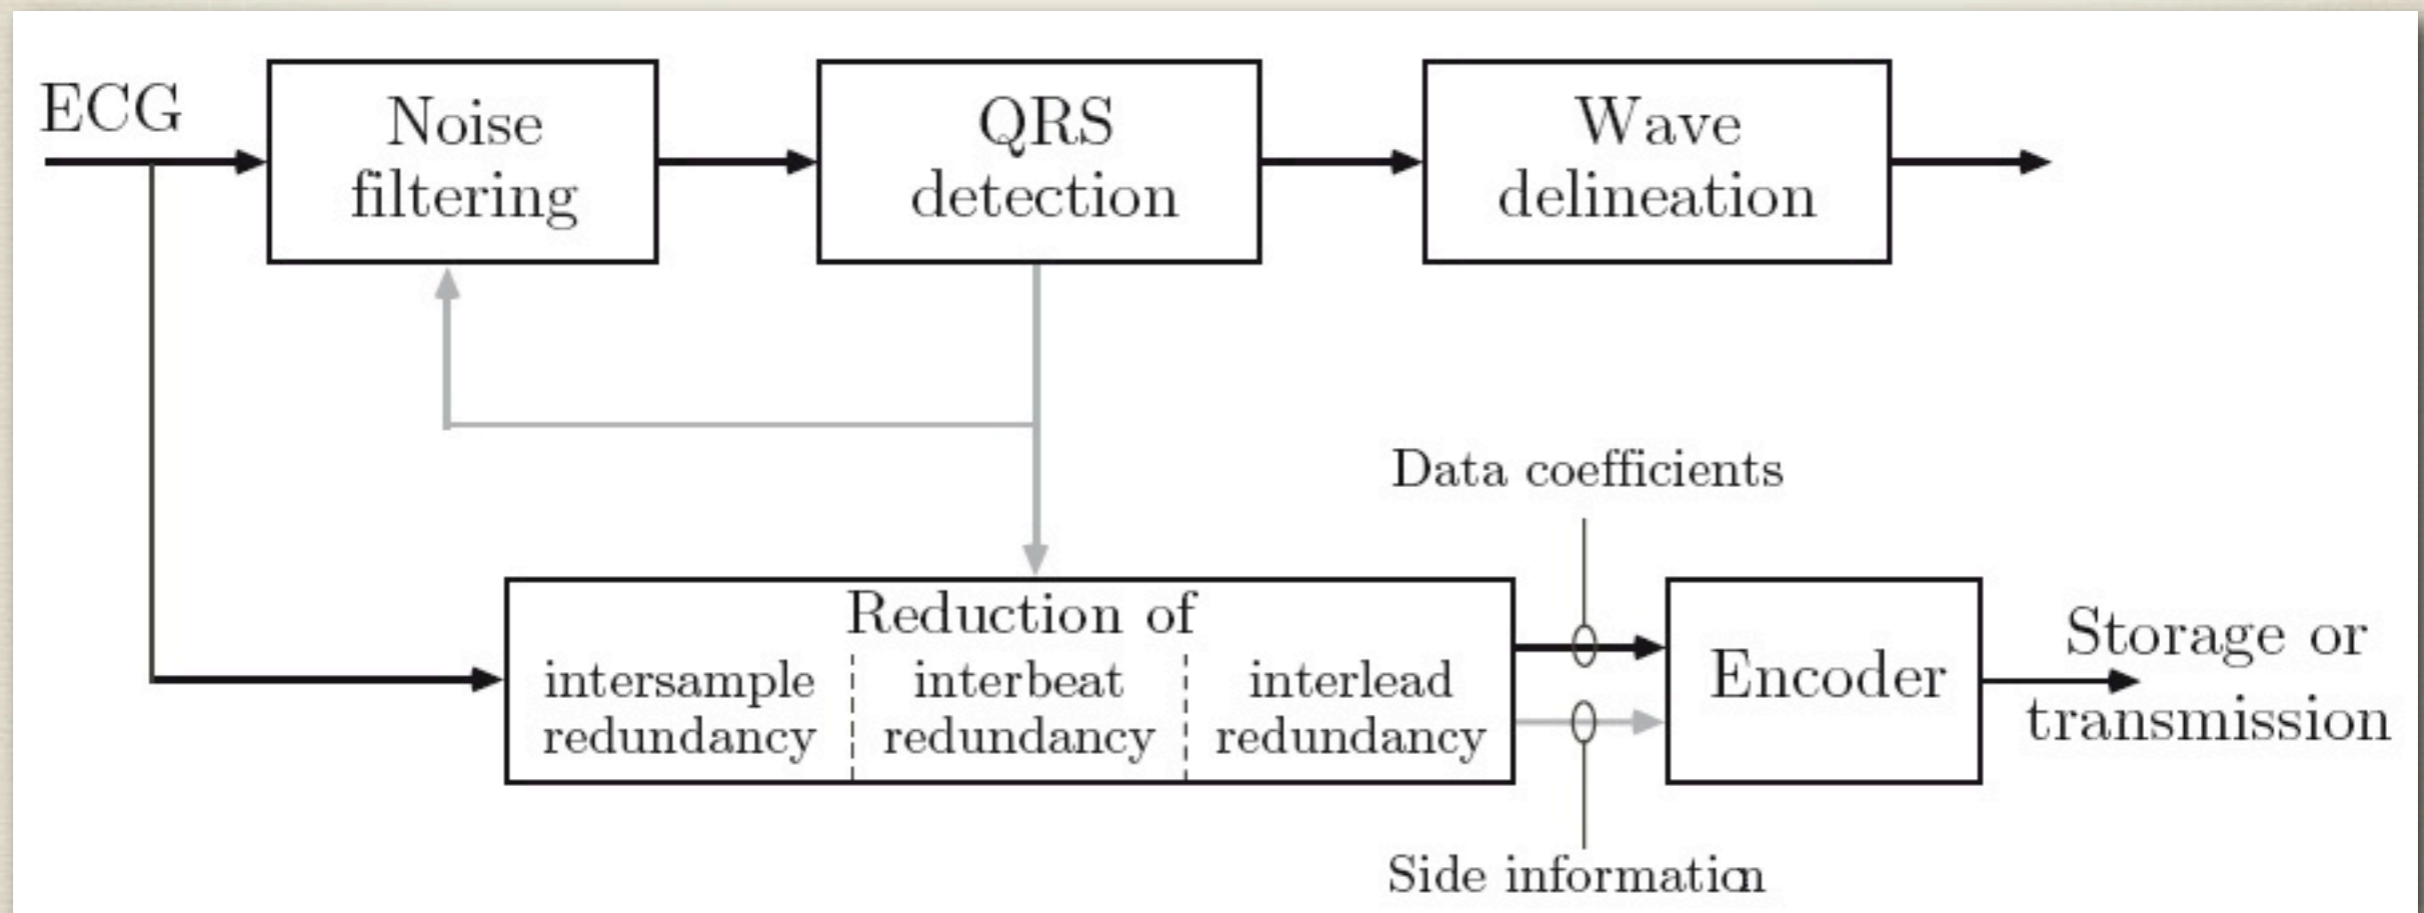 ECG
Noise
filtering
QRS
detection
Wave
delineation
Data coefficients
Reduction of
intersample
redundancy
interbeat
redundancy
interlead
redundancy
Encoder
Storage or
transmission
Side information